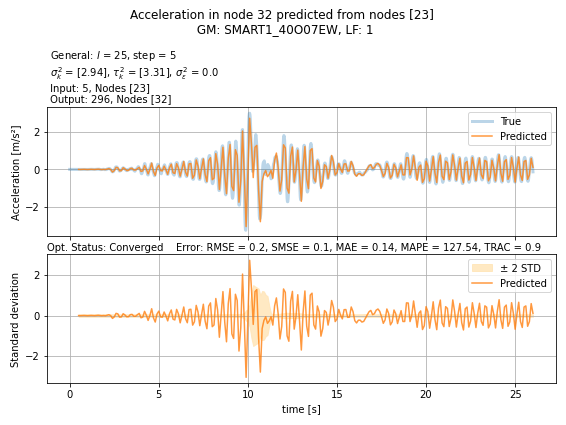 Acceleration in node 32 predicted from nodes [23]
GM: SMART1_40O07EW, LF: 1
General: l = 25, step = 5
σ²ₖ = [2.94], τ²ₖ = [3.31], σ²ε = 0.0
Input: 5, Nodes [23]
Output: 296, Nodes [32]
Acceleration [m/s²]
2
0
−2
True
Predicted
Opt. Status: Converged    Error: RMSE = 0.2, SMSE = 0.1, MAE = 0.14, MAPE = 127.54, TRAC = 0.9
Standard deviation
2
0
−2
± 2 STD
Predicted
0 5 10 15 20 25
time [s]